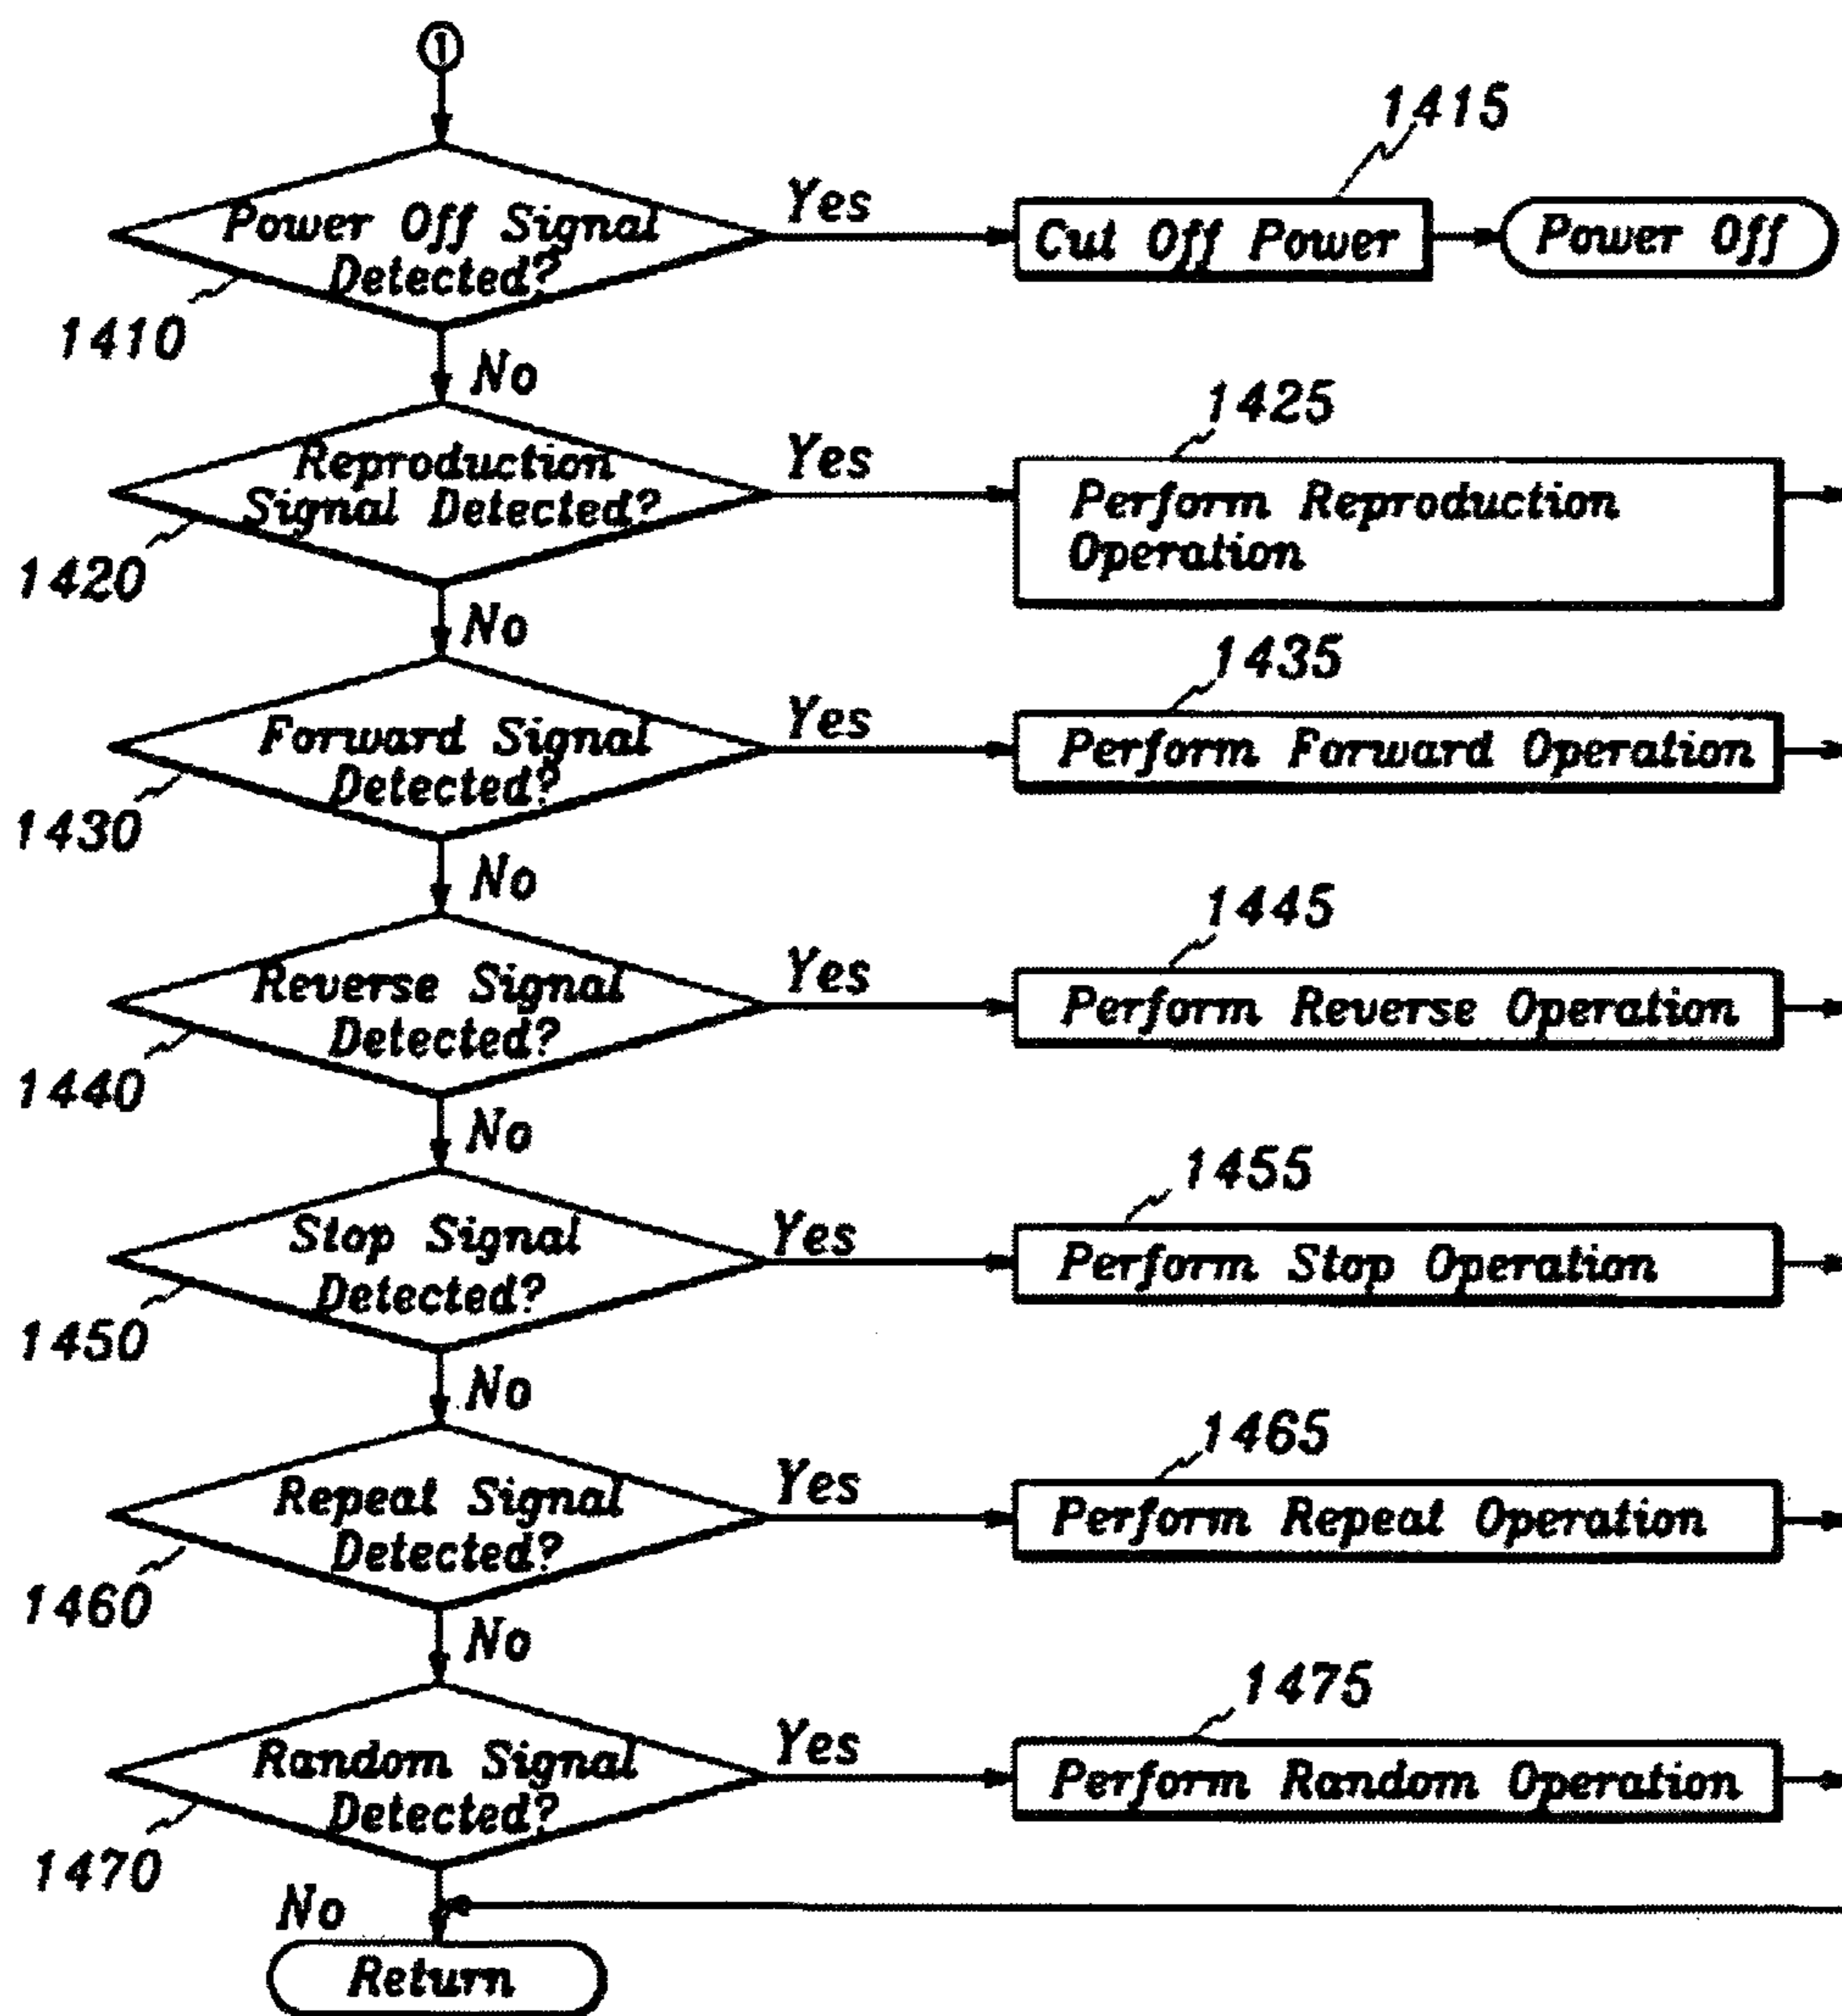 1
1415
Power Off Signal
Detected?
Yes
Cut Off Power
Power Off
1410
No
1425
Reproduction
Signal Detected?
Yes
Perform Reproduction
Operation
1420
No
1435
Forward Signal
Detected?
Yes
Perform Forward Operation
1430
No
1445
Reverse Signal
Detected?
Yes
Perform Reverse Operation
1440
No
1455
Stop Signal
Detected?
Yes
Perform Stop Operation
1450
No
1465
Repeat Signal
Detected?
Yes
Perform Repeat Operation
1460
No
1475
Random Signal
Detected?
Yes
Perform Random Operation
1470
No
Return